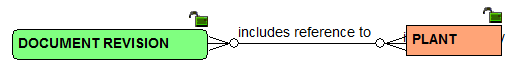 includes reference to
DOCUMENT REVISION
PLANT